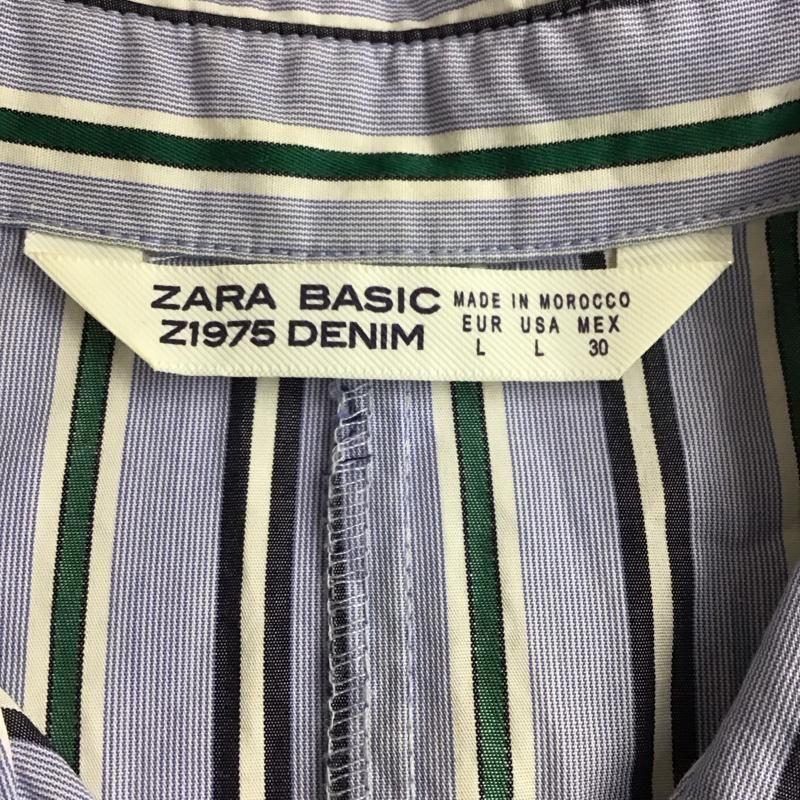 ZARA BASIC
Z1975 DENIM
MADE IN MOROCCO
EUR USA MEX
L L 30